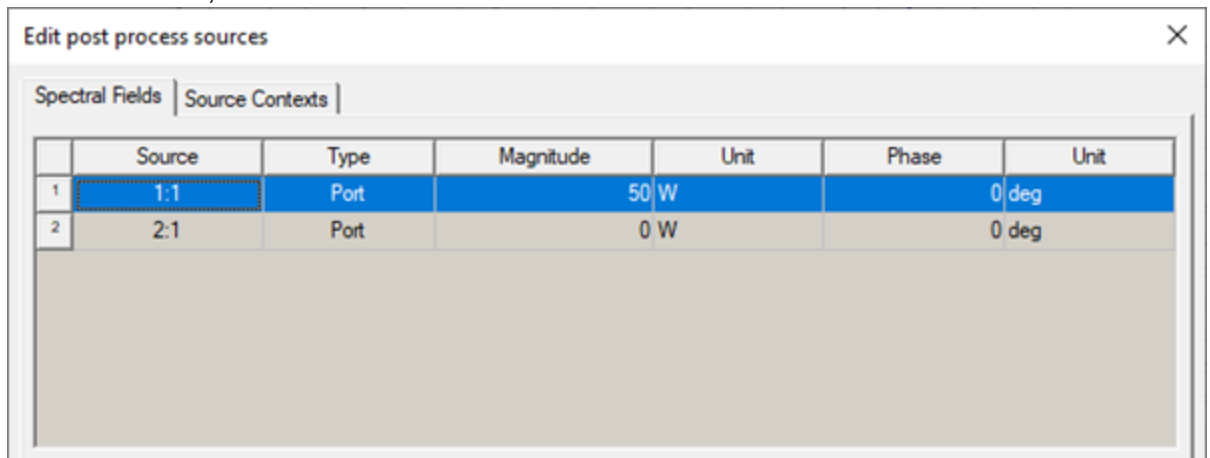 Edit post process sources
Spectral Fields Source Contexts
Source Type Magnitude Unit Phase Unit
1 1:1 Port 50 W 0 deg
2 2:1 Port 0 W 0 deg